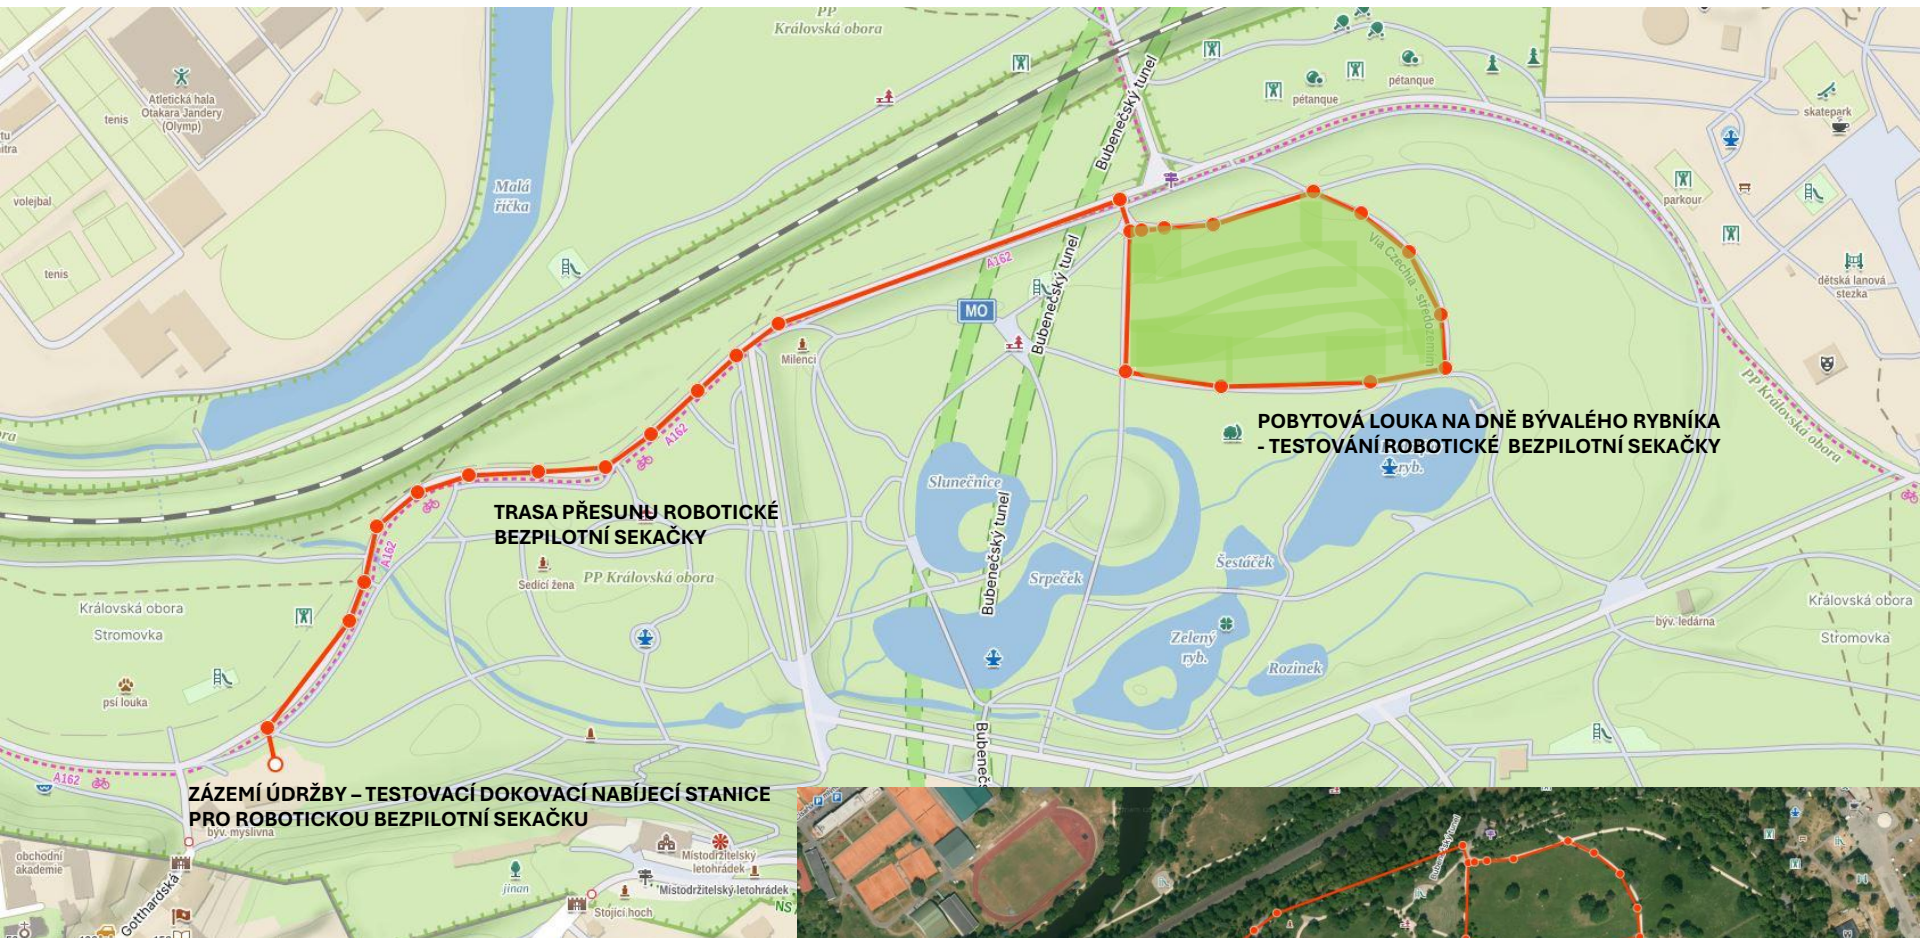 PP
Královská obora
Atletická hala
Otakara Jandery
(Olymp)
tenis
volejbal
tenis
Malá
říčka
pétanque
pétanque
skatepark
parkour
dětská lanová
stezka
Bubenečský tunel
Bubenečský tunel
A162
MO
Via Czechia - středozemím
Milenci
A162
PP Královská obora
POBYTOVÁ LOUKA NA DNĚ BÝVALÉHO RYBNÍKA
- TESTOVÁNÍ ROBOTICKÉ BEZPILOTNÍ SEKAČKY
ryb.
Slunečnice
TRASA PŘESUNU ROBOTICKÉ
BEZPILOTNÍ SEKAČKY
A162
Bubenečský tunel
Sedící žena
PP Královská obora
Srpeček
Šestáček
Královská obora
Stromovka
Královská obora
Stromovka
býv. ledárna
Zelený
ryb.
Rozinek
psí louka
A162
ZÁZEMÍ ÚDRŽBY – TESTOVACÍ DOKOVACÍ NABÍJECÍ STANICE
PRO ROBOTICKOU BEZPILOTNÍ SEKAČKU
býv. myslivna
obchodní
akademie
Gotthardská
jinan
Místodržitelský
letohrádek
Místodržitelský letohrádek
Stojící hoch
NS
Bubenečský tunel